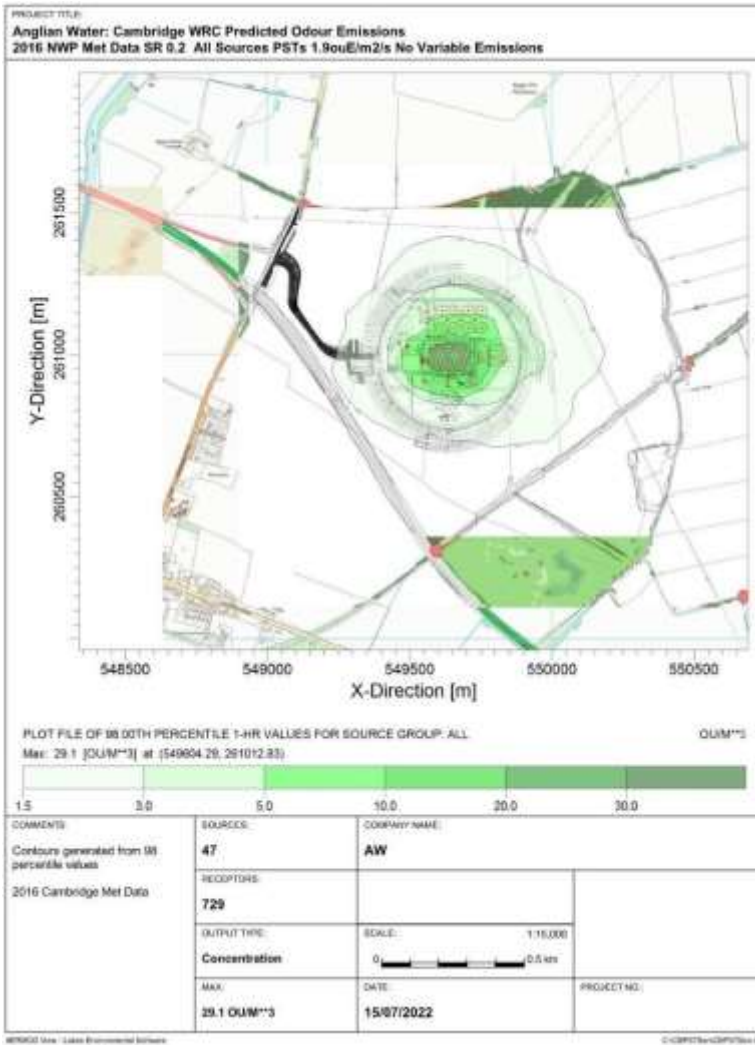 PROJECT TITLE:
Anglian Water: Cambridge WRC Predicted Odour Emissions
2016 NWP Met Data SR 0.2 All Sources PSTs 1.9ouE/m2/s No Variable Emissions
Y-Direction [m]
261500
261000
260500
548500 549000 549500 550000 550500
X-Direction [m]
PLOT FILE OF 98.00TH PERCENTILE 1-HR VALUES FOR SOURCE GROUP: ALL
OU/M**3
Max: 29.1 [OU/M**3] at (549604.29, 261012.83)
1.5 3.0 5.0 10.0 20.0 30.0
COMMENTS:
Contours generated from 98
percentile values
2016 Cambridge Met Data
SOURCES:
47
COMPANY NAME:
AW
RECEPTORS:
729
OUTPUT TYPE:
Concentration
SCALE: 1:15,000
0 0.5 km
MAX:
29.1 OU/M**3
DATE:
15/07/2022
PROJECT NO.:
AERMOD View - Lakes Environmental Software